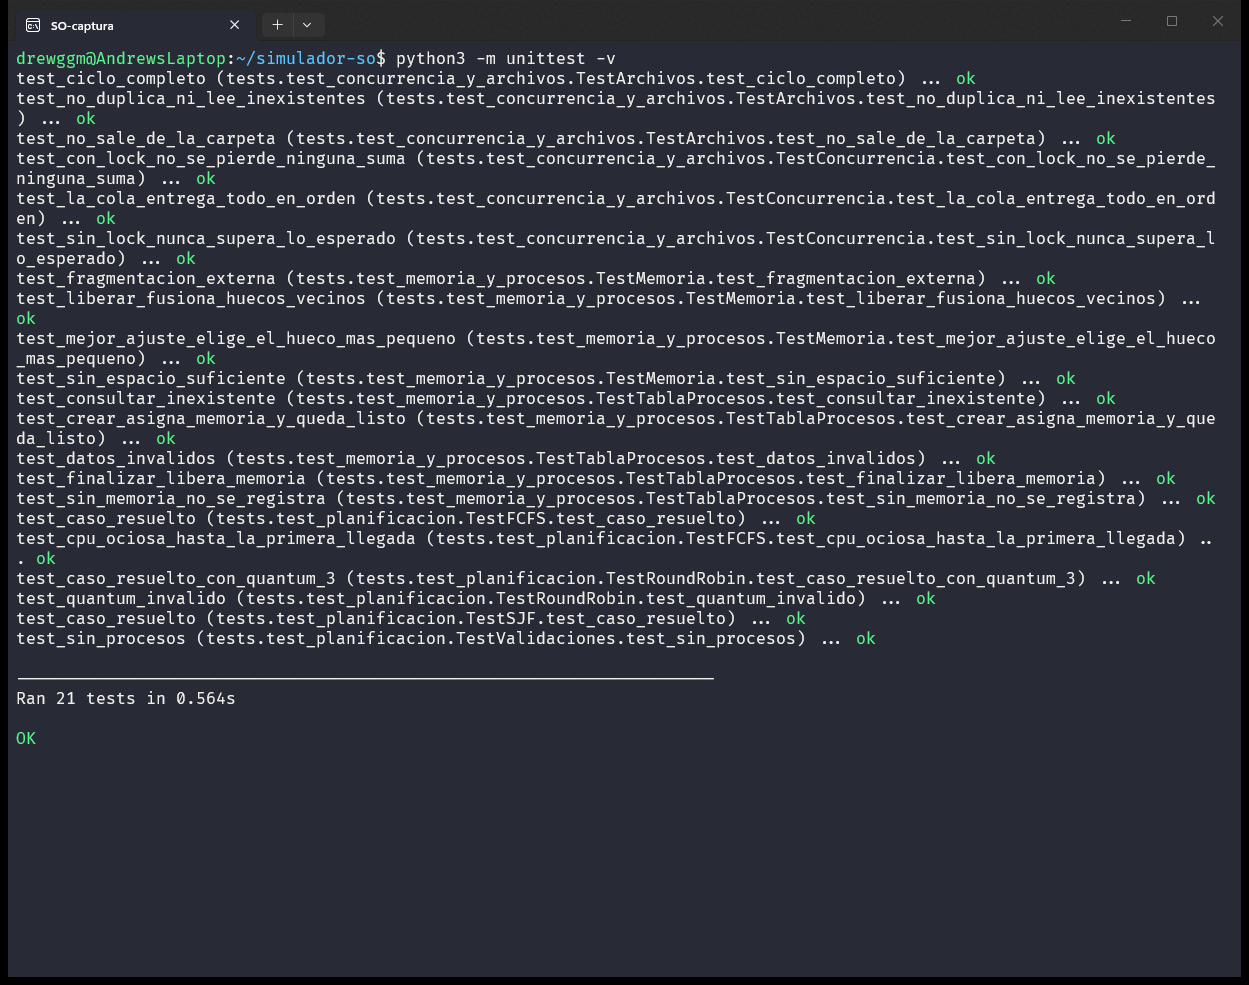 SO-captura
drewggm@AndrewsLaptop:~/simulador-so$ python3 -m unittest -v
test_ciclo_completo (tests.test_concurrencia_y_archivos.TestArchivos.test_ciclo_completo) ... ok
test_no_duplica_ni_lee_inexistentes (tests.test_concurrencia_y_archivos.TestArchivos.test_no_duplica_ni_lee_inexistentes
) ... ok
test_no_sale_de_la_carpeta (tests.test_concurrencia_y_archivos.TestArchivos.test_no_sale_de_la_carpeta) ... ok
test_con_lock_no_se_pierde_ninguna_suma (tests.test_concurrencia_y_archivos.TestConcurrencia.test_con_lock_no_se_pierde_
ninguna_suma) ... ok
test_la_cola_entrega_todo_en_orden (tests.test_concurrencia_y_archivos.TestConcurrencia.test_la_cola_entrega_todo_en_ord
en) ... ok
test_sin_lock_nunca_supera_lo_esperado (tests.test_concurrencia_y_archivos.TestConcurrencia.test_sin_lock_nunca_supera_l
o_esperado) ... ok
test_fragmentacion_externa (tests.test_memoria_y_procesos.TestMemoria.test_fragmentacion_externa) ... ok
test_liberar_fusiona_huecos_vecinos (tests.test_memoria_y_procesos.TestMemoria.test_liberar_fusiona_huecos_vecinos) ...
ok
test_mejor_ajuste_elige_el_hueco_mas_pequeno (tests.test_memoria_y_procesos.TestMemoria.test_mejor_ajuste_elige_el_hueco
_mas_pequeno) ... ok
test_sin_espacio_suficiente (tests.test_memoria_y_procesos.TestMemoria.test_sin_espacio_suficiente) ... ok
test_consultar_inexistente (tests.test_memoria_y_procesos.TestTablaProcesos.test_consultar_inexistente) ... ok
test_crear_asigna_memoria_y_queda_listo (tests.test_memoria_y_procesos.TestTablaProcesos.test_crear_asigna_memoria_y_que
da_listo) ... ok
test_datos_invalidos (tests.test_memoria_y_procesos.TestTablaProcesos.test_datos_invalidos) ... ok
test_finalizar_libera_memoria (tests.test_memoria_y_procesos.TestTablaProcesos.test_finalizar_libera_memoria) ... ok
test_sin_memoria_no_se_registra (tests.test_memoria_y_procesos.TestTablaProcesos.test_sin_memoria_no_se_registra) ... ok
test_caso_resuelto (tests.test_planificacion.TestFCFS.test_caso_resuelto) ... ok
test_cpu_ociosa_hasta_la_primera_llegada (tests.test_planificacion.TestFCFS.test_cpu_ociosa_hasta_la_primera_llegada) ..
. ok
test_caso_resuelto_con_quantum_3 (tests.test_planificacion.TestRoundRobin.test_caso_resuelto_con_quantum_3) ... ok
test_quantum_invalido (tests.test_planificacion.TestRoundRobin.test_quantum_invalido) ... ok
test_caso_resuelto (tests.test_planificacion.TestSJF.test_caso_resuelto) ... ok
test_sin_procesos (tests.test_planificacion.TestValidaciones.test_sin_procesos) ... ok
----------------------------------------------------------------------
Ran 21 tests in 0.564s
OK